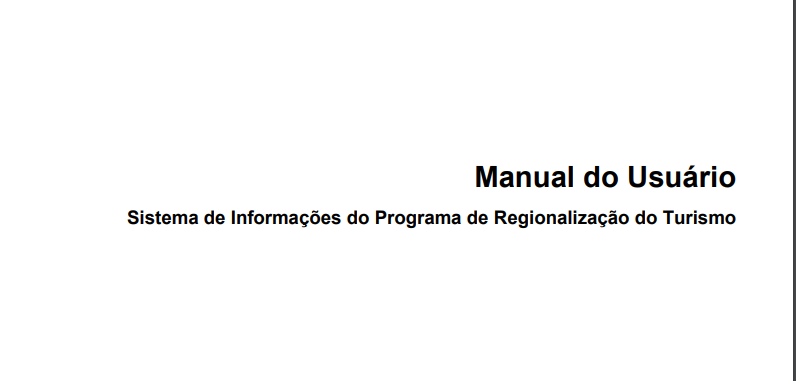 Manual do Usuário
Sistema de Informações do Programa de Regionalização do Turismo